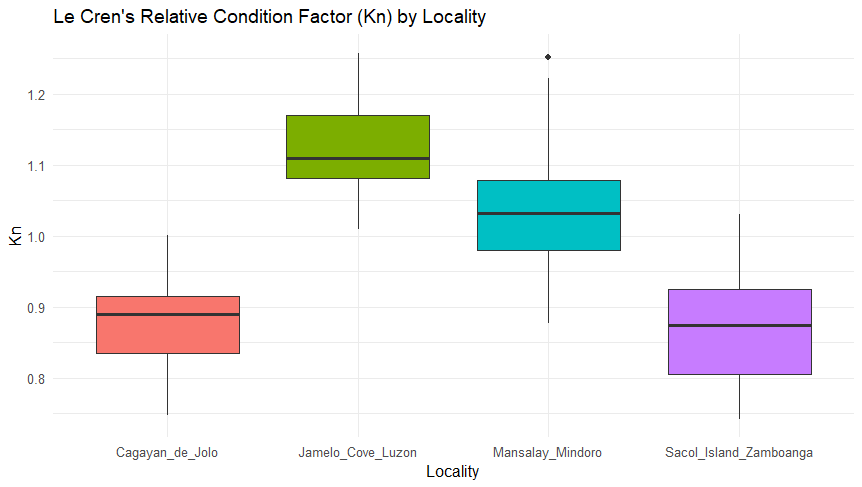 Le Cren's Relative Condition Factor (Kn) by Locality
Kn
1.2
1.1
1.0
0.9
0.8
Cagayan_de_Jolo Jamelo_Cove_Luzon Mansalay_Mindoro Sacol_Island_Zamboanga
Locality